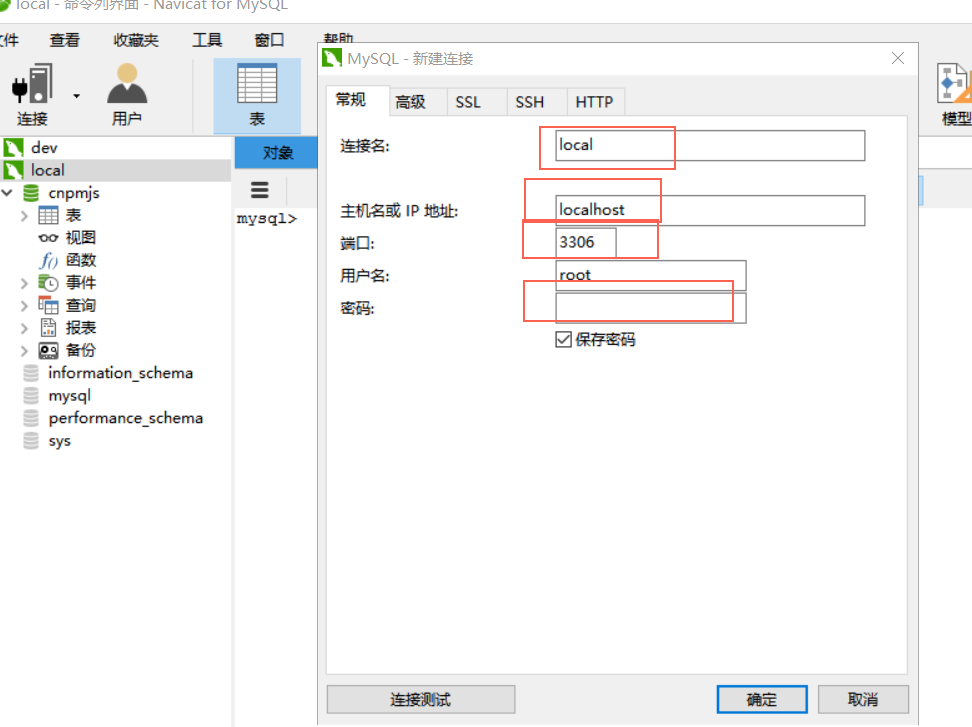 local - 命令列界面 - Navicat for MySQL
件 查看 收藏夹 工具 窗口 帮助
连接 用户 表 模型
MySQL - 新建连接
常规 高级 SSL SSH HTTP
dev
local
cnpmjs
表
视图
函数
事件
查询
报表
备份
information_schema
mysql
performance_schema
sys
对象
mysql>
连接名: local
主机名或 IP 地址: localhost
端口: 3306
用户名: root
密码:
保存密码
连接测试 确定 取消